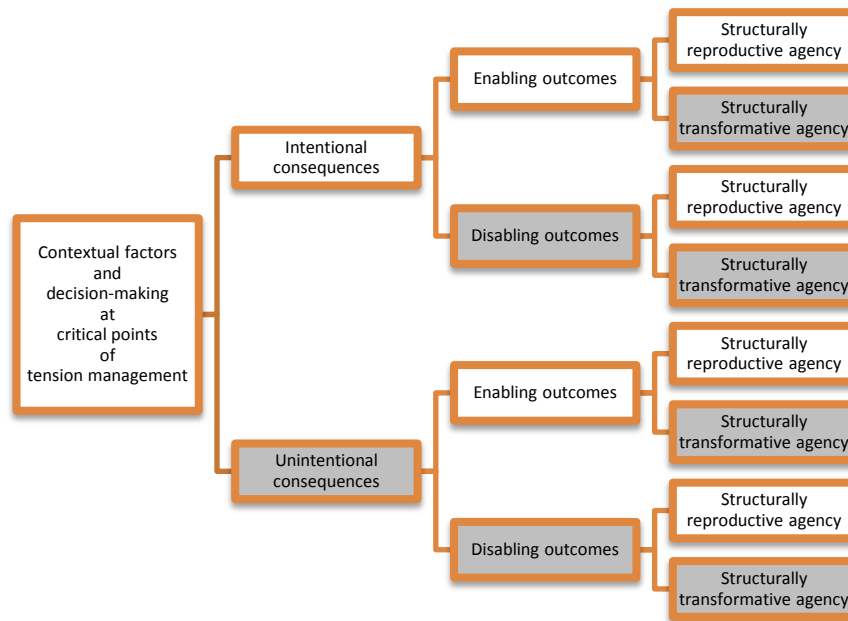 Contextual factors
and
decision-making
at
critical points
of
tension management
Intentional
consequences
Enabling outcomes
Structurally
reproductive agency
Structurally
transformative agency
Disabling outcomes
Structurally
reproductive agency
Structurally
transformative agency
Unintentional
consequences
Enabling outcomes
Structurally
reproductive agency
Structurally
transformative agency
Disabling outcomes
Structurally
reproductive agency
Structurally
transformative agency